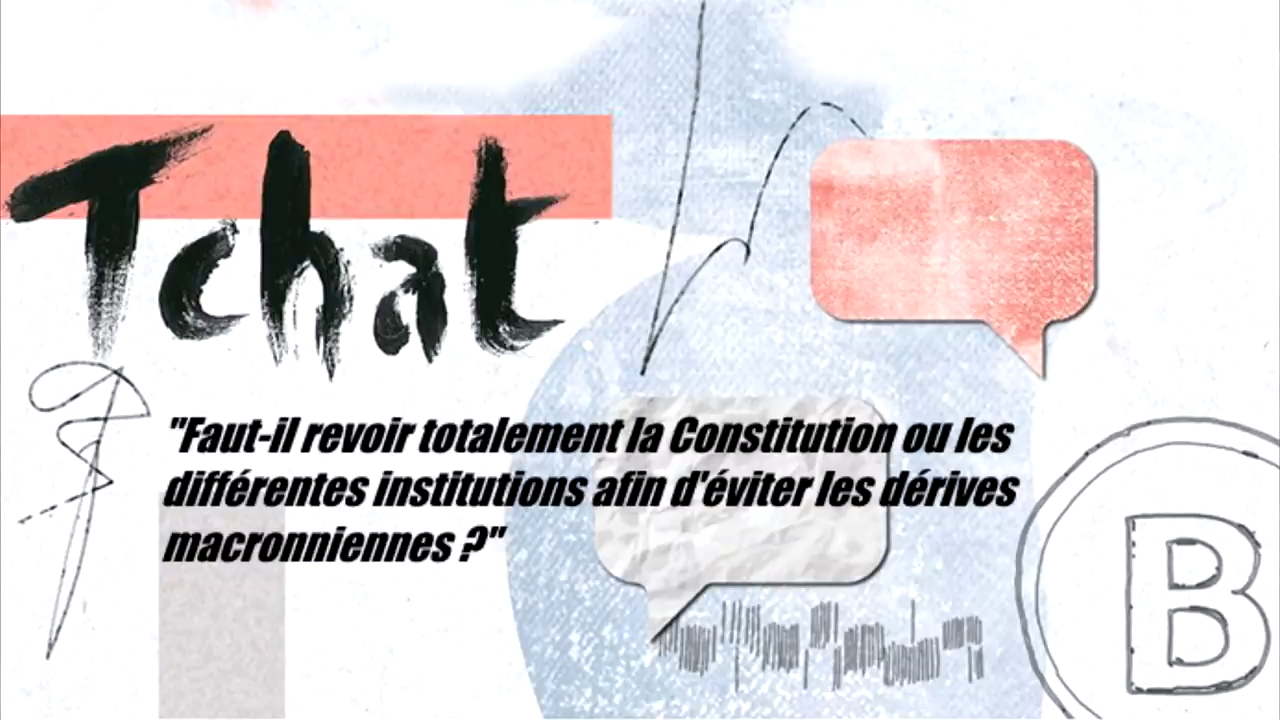 Tchat
"Faut-il revoir totalement la Constitution ou les
différentes institutions afin d'éviter les dérives
macronniennes ?"
B